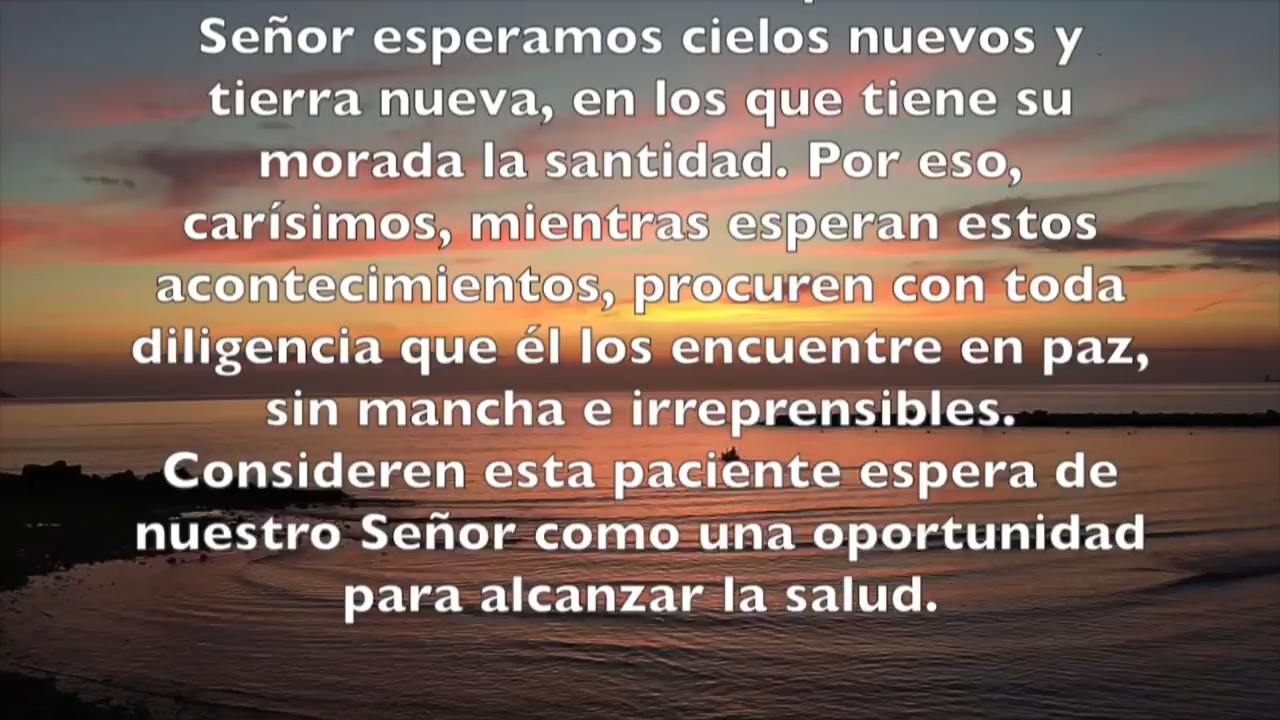 Señor esperamos cielos nuevos y
tierra nueva, en los que tiene su
morada la santidad. Por eso,
carísimos, mientras esperan estos
acontecimientos, procuren con toda
diligencia que él los encuentre en paz,
sin mancha e irreprensibles.
Consideren esta paciente espera de
nuestro Señor como una oportunidad
para alcanzar la salud.